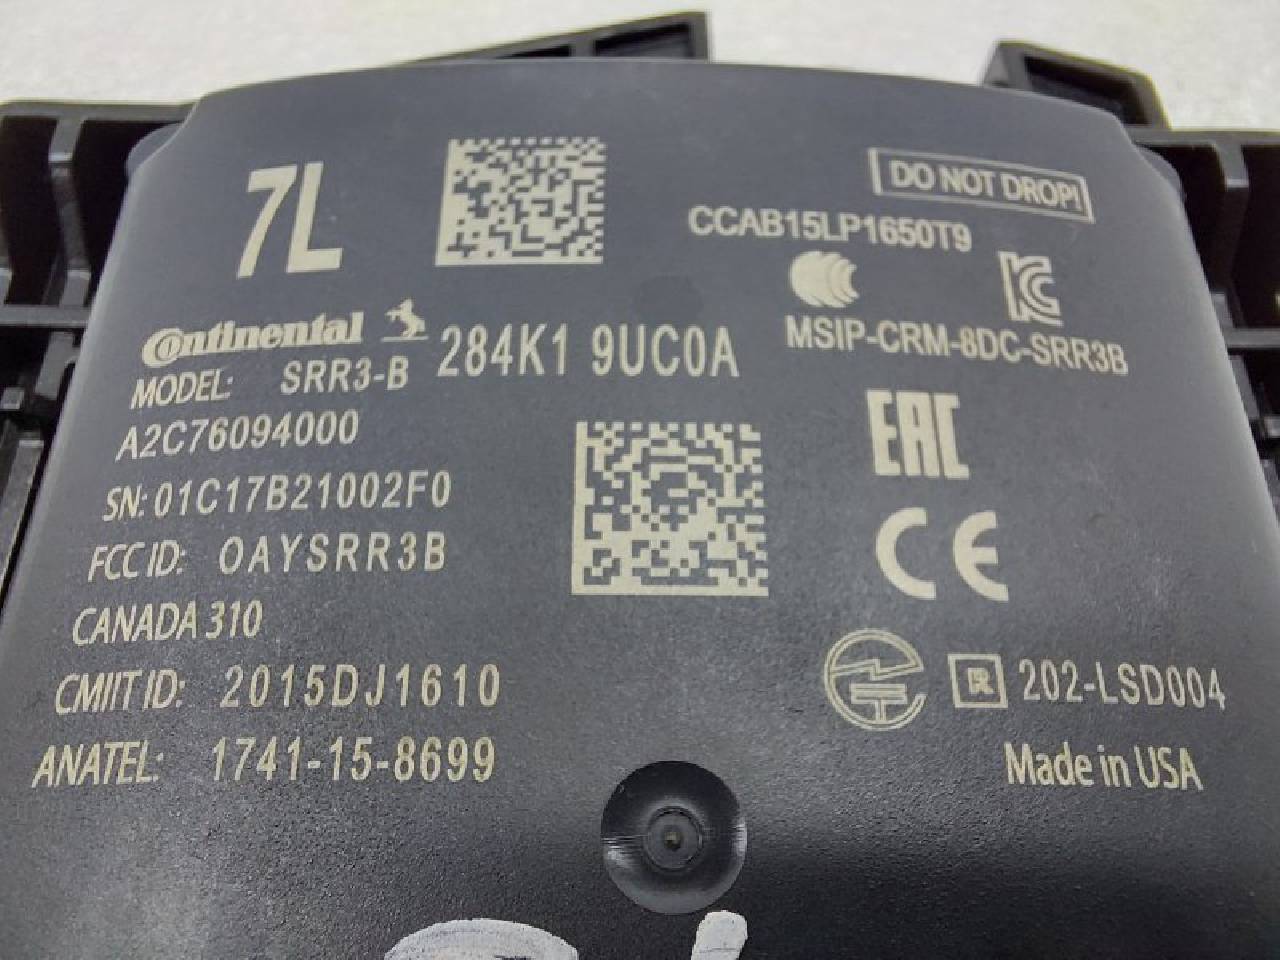 7L
DO NOT DROP!
CCAB15LP1650T9
Continental
284K1 9UC0A
MSIP-CRM-8DC-SRR3B
MODEL: SRR3-B
A2C76094000
EAC
SN: 01C17B21002F0
CE
FCC ID: OAYSRR3B
CANADA 310
CMIIT ID: 2015DJ1610
R 202-LSD004
ANATEL: 1741-15-8699
Made in USA